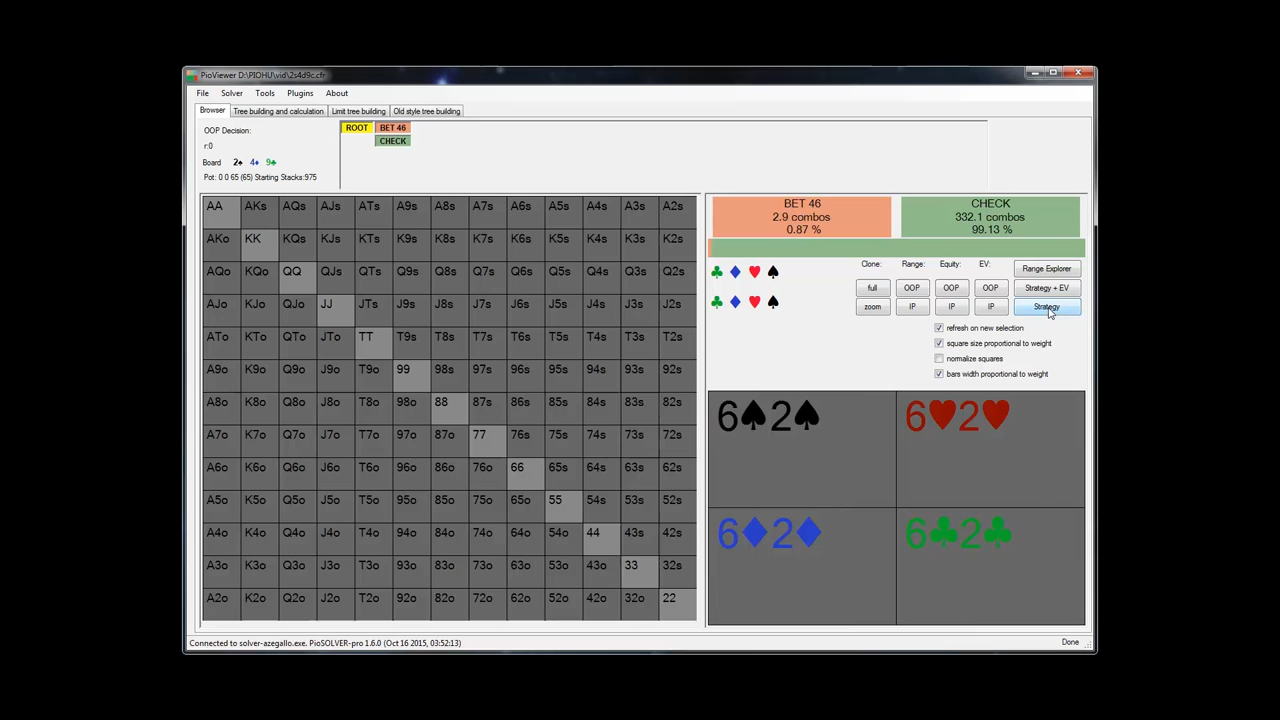 PioViewer D:\PIOHU\vid\2s4d9c.cfr
File Solver Tools Plugins About
Browser Tree building and calculation Limit tree building Old style tree building
OOP Decision:
r:0
Board 2♠ 4♦ 9♣
Pot: 0 0 65 (65) Starting Stacks:975
ROOT BET 46
CHECK
AA AKs AQs AJs ATs A9s A8s A7s A6s A5s A4s A3s A2s
AKo KK KQs KJs KTs K9s K8s K7s K6s K5s K4s K3s K2s
AQo KQo QQ QJs QTs Q9s Q8s Q7s Q6s Q5s Q4s Q3s Q2s
AJo KJo QJo JJ JTs J9s J8s J7s J6s J5s J4s J3s J2s
ATo KTo QTo JTo TT T9s T8s T7s T6s T5s T4s T3s T2s
A9o K9o Q9o J9o T9o 99 98s 97s 96s 95s 94s 93s 92s
A8o K8o Q8o J8o T8o 98o 88 87s 86s 85s 84s 83s 82s
A7o K7o Q7o J7o T7o 97o 87o 77 76s 75s 74s 73s 72s
A6o K6o Q6o J6o T6o 96o 86o 76o 66 65s 64s 63s 62s
A5o K5o Q5o J5o T5o 95o 85o 75o 65o 55 54s 53s 52s
A4o K4o Q4o J4o T4o 94o 84o 74o 64o 54o 44 43s 42s
A3o K3o Q3o J3o T3o 93o 83o 73o 63o 53o 43o 33 32s
A2o K2o Q2o J2o T2o 92o 82o 72o 62o 52o 42o 32o 22
BET 46
2.9 combos
0.87 %
CHECK
332.1 combos
99.13 %
♣ ♦ ♥ ♠
♣ ♦ ♥ ♠
Clone: Range: Equity: EV: Range Explorer
full OOP OOP OOP Strategy + EV
zoom IP IP IP Strategy
refresh on new selection
square size proportional to weight
normalize squares
bars width proportional to weight
6♠2♠ 6♥2♥
6♦2♦ 6♣2♣
Connected to solver-azegallo.exe. PioSOLVER-pro 1.6.0 (Oct 16 2015, 03:52:13) Done